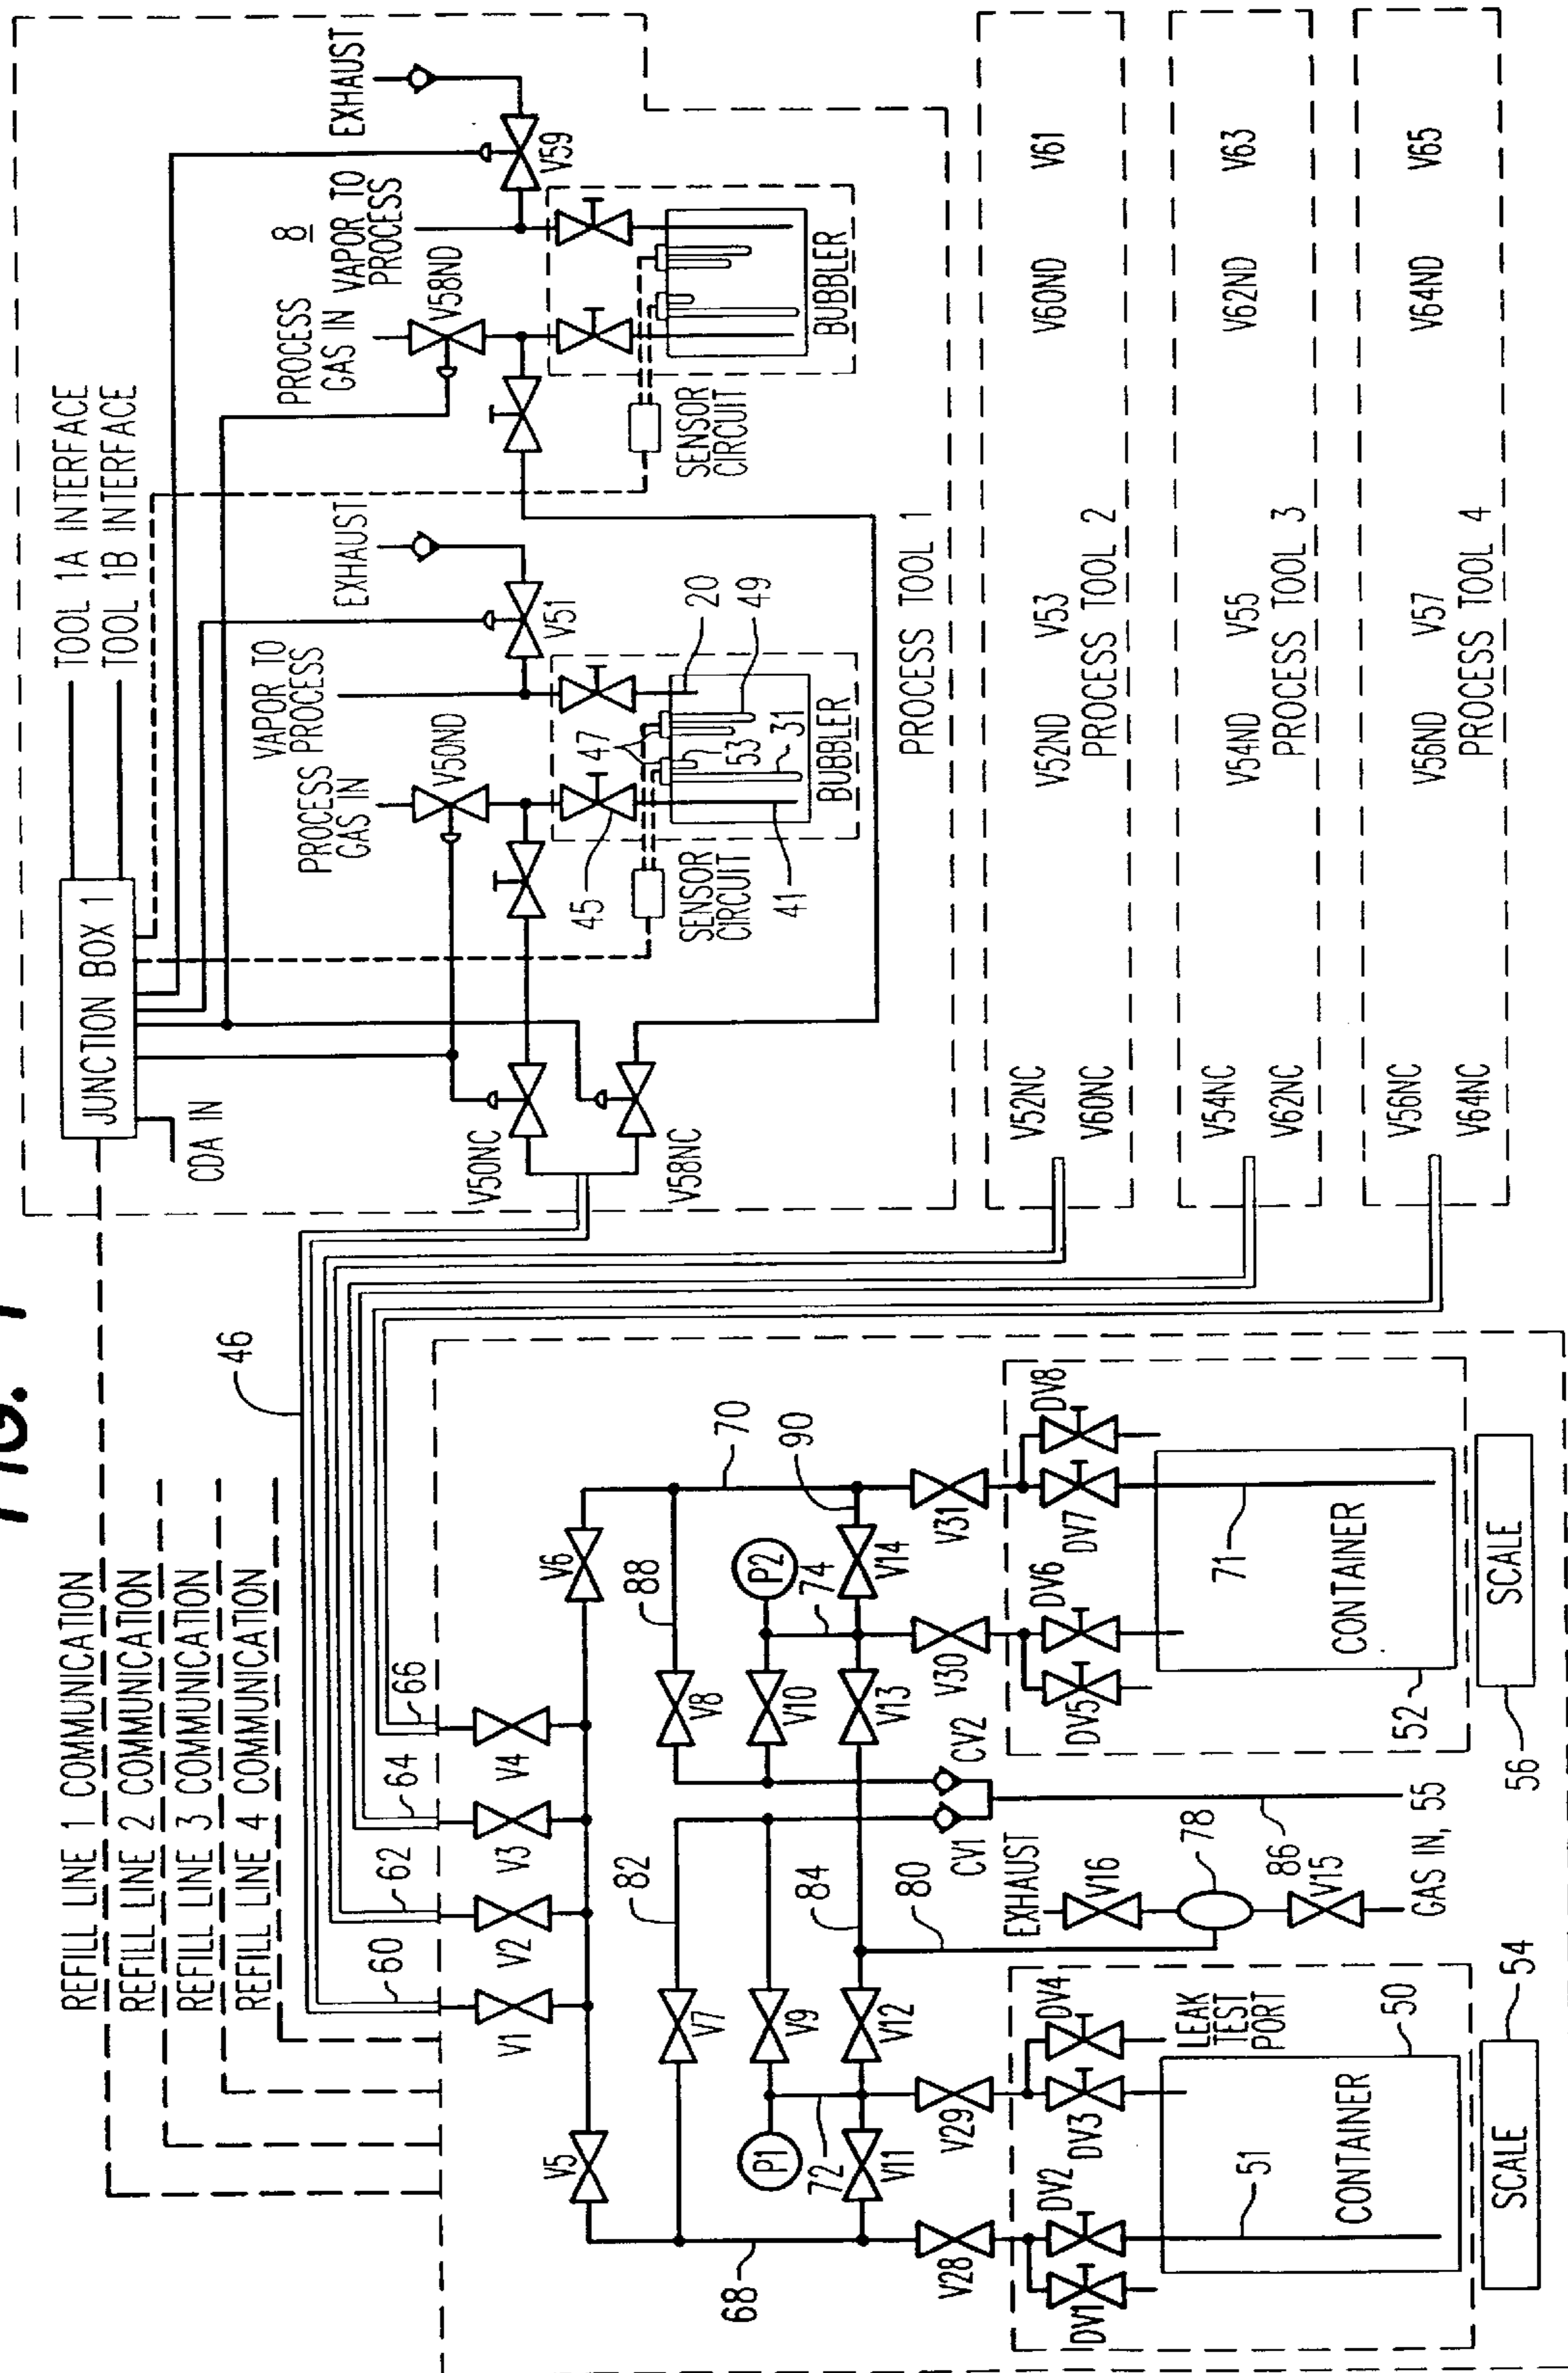 FIG. 1
REFILL LINE 1 COMMUNICATION
REFILL LINE 2 COMMUNICATION
REFILL LINE 3 COMMUNICATION
REFILL LINE 4 COMMUNICATION
46
60
62
64
66
V1
V2
V3
V4
V5
V6
82
88
70
V7
V8
P1
V9
V10
P2
74
90
68
72
V11
V12
84
80
V13
V14
CV1
CV2
V28
V29
V30
V31
EXHAUST
V16
78
86
V15
GAS IN, 55
DV1
DV2
DV3
DV4
LEAK
TEST
PORT
DV5
DV6
DV7
DV8
51
CONTAINER
50
71
CONTAINER
52
SCALE
54
SCALE
56
JUNCTION BOX 1
TOOL 1A INTERFACE
TOOL 1B INTERFACE
CDA IN
V50NC
V58NC
PROCESS
GAS IN
V50ND
VAPOR TO
PROCESS
EXHAUST
V51
45
47
20
49
53
31
41
SENSOR
CIRCUIT
BUBBLER
PROCESS
GAS IN
V58ND
8
VAPOR TO
PROCESS
EXHAUST
V59
SENSOR
CIRCUIT
BUBBLER
PROCESS TOOL 1
V52NC
V60NC
V52ND
V53
V60ND
V61
PROCESS TOOL 2
V54NC
V62NC
V54ND
V55
V62ND
V63
PROCESS TOOL 3
V56NC
V64NC
V56ND
V57
V64ND
V65
PROCESS TOOL 4